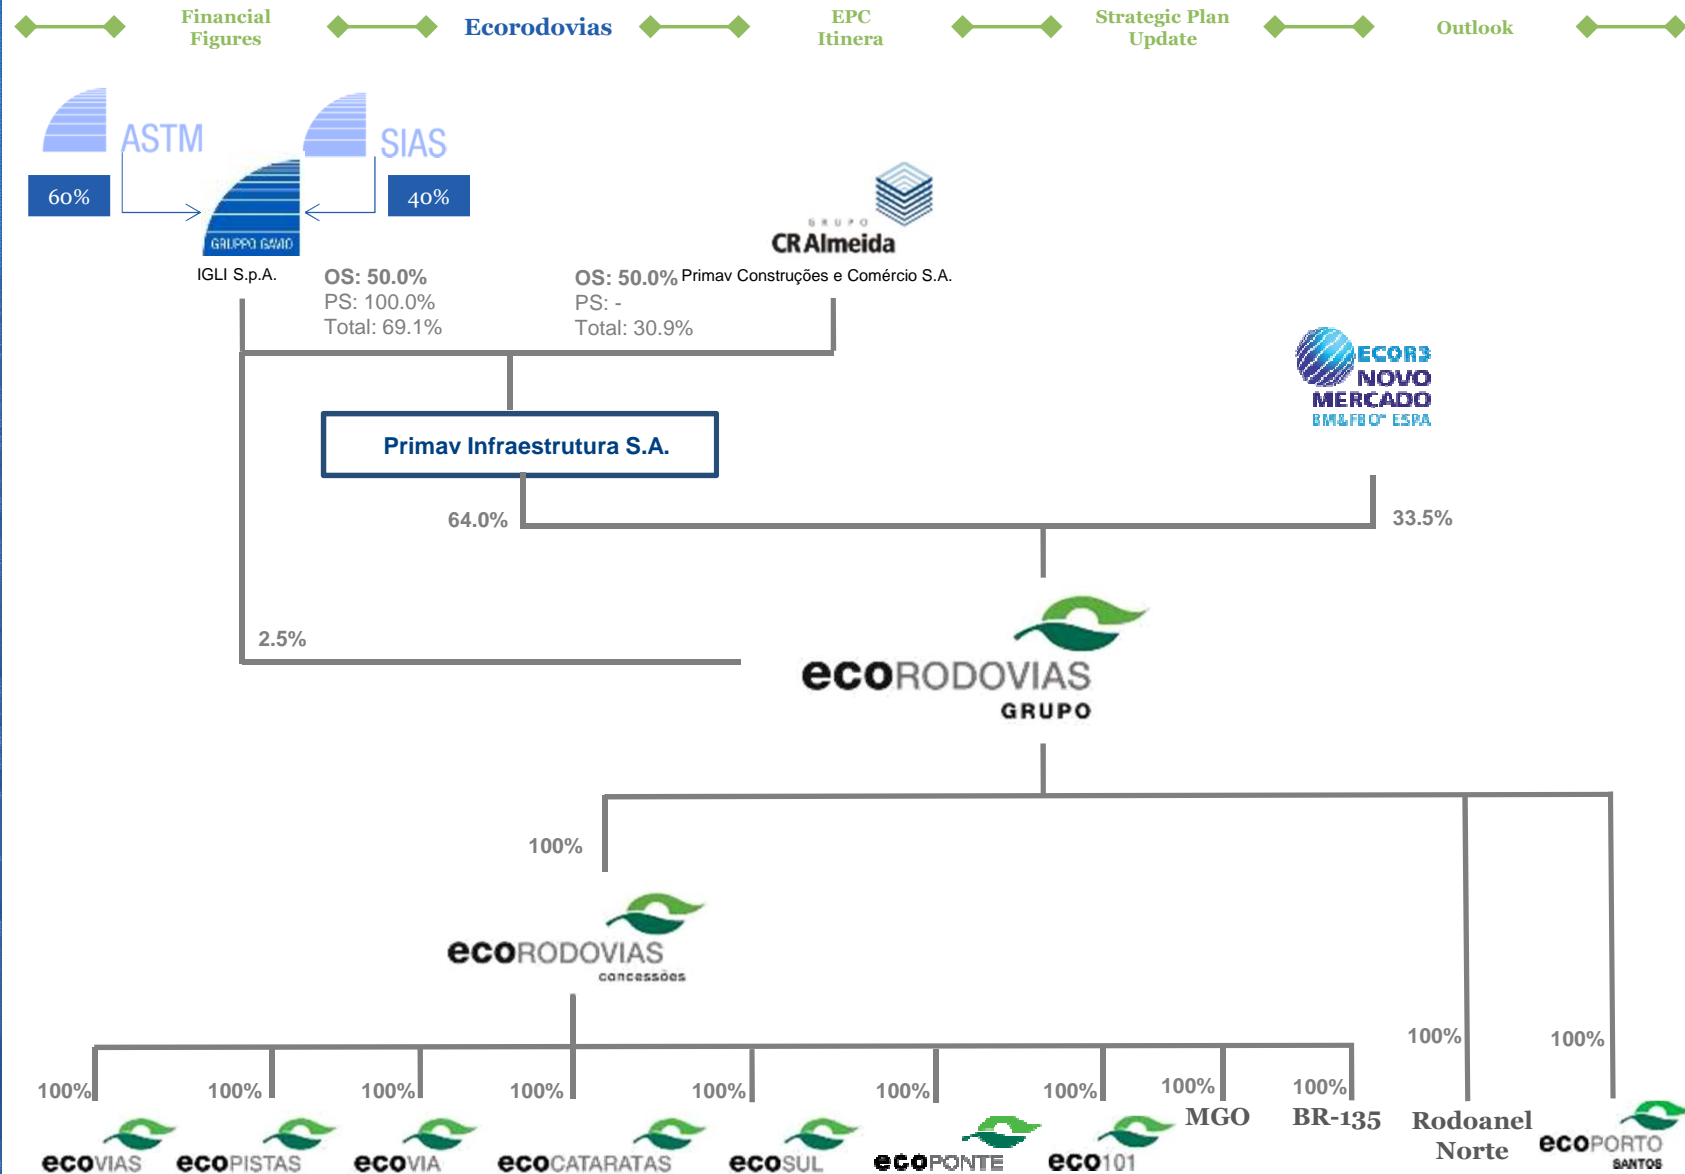 Financial
Figures
Ecorodovias
EPC
Itinera
Strategic Plan
Update
Outlook
ASTM
SIAS
60%
40%
GRUPPO GAVIO
IGLI S.p.A.
GRUPO
CR Almeida
Primav Construções e Comércio S.A.
OS: 50.0%
PS: 100.0%
Total: 69.1%
OS: 50.0%
PS: -
Total: 30.9%
ECOR3
NOVO
MERCADO
BM&FBO" ESPA
Primav Infraestrutura S.A.
64.0%
33.5%
2.5%
ecoRODOVIAS
GRUPO
100%
ecoRODOVIAS
concessões
100%
100%
100%
100%
100%
100%
100%
100%
100%
100%
100%
ecoVIAS
ecoPISTAS
ecoVIA
ecoCATARATAS
ecoSUL
ecoPONTE
eco101
MGO
BR-135
Rodoanel
Norte
ecoPORTO
SANTOS